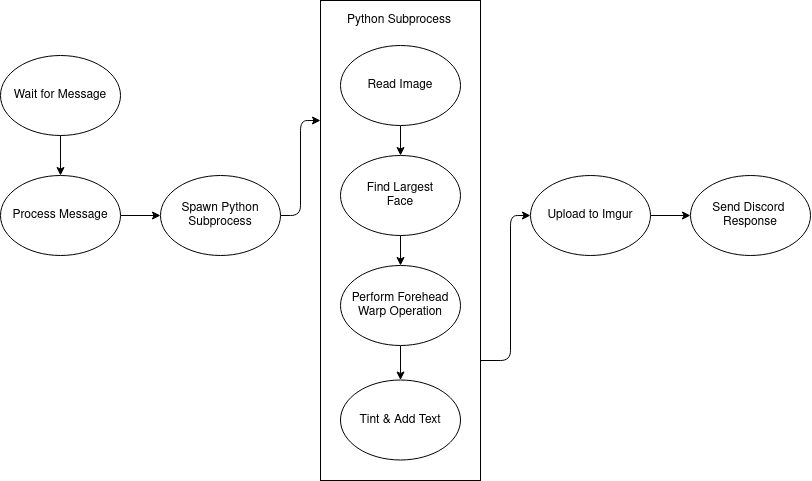 Wait for Message
Process Message
Spawn Python
Subprocess
Python Subprocess
Read Image
Find Largest
Face
Perform Forehead
Warp Operation
Tint & Add Text
Upload to Imgur
Send Discord
Response